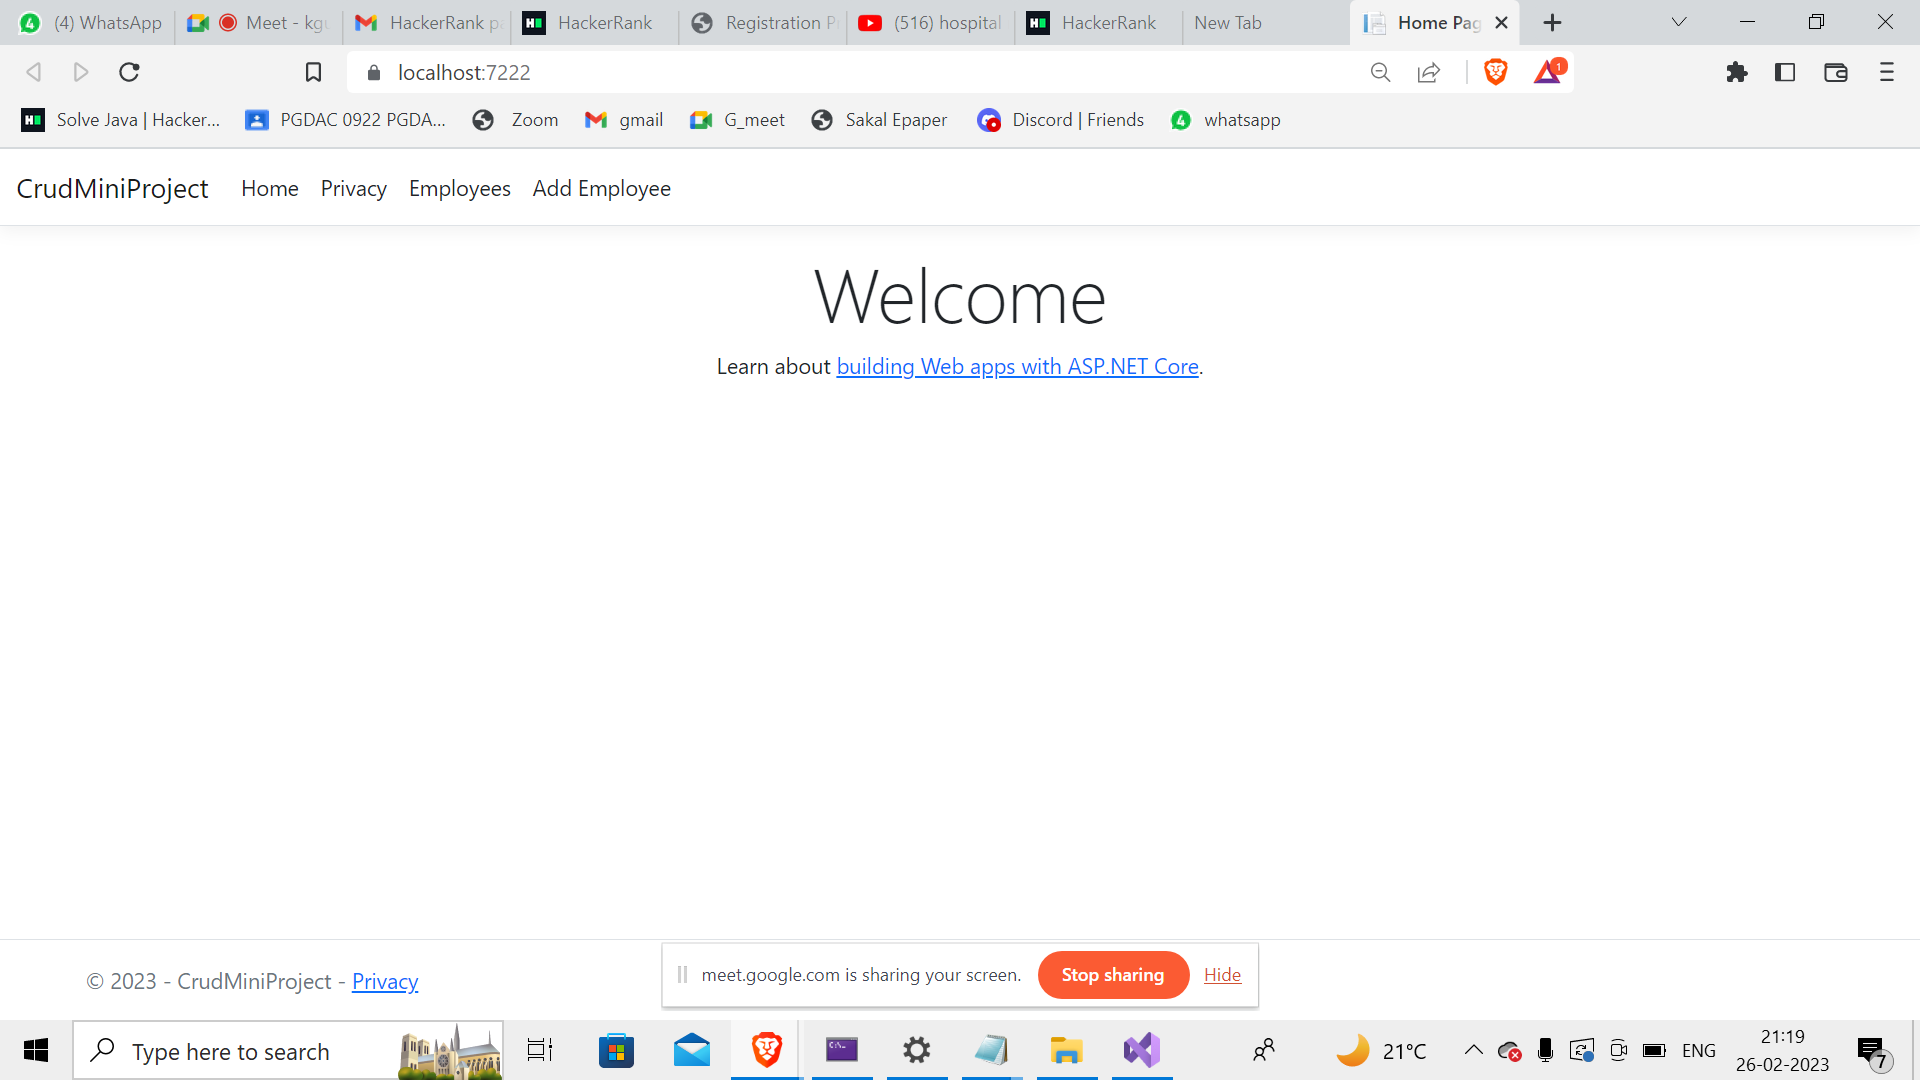 (4) WhatsApp Meet - kgu HackerRank pa HackerRank Registration P (516) hospital HackerRank New Tab Home Pag
localhost:7222 1
Solve Java | Hacker... PGDAC 0922 PGDA... Zoom gmail G_meet Sakal Epaper Discord | Friends whatsapp
CrudMiniProject Home Privacy Employees Add Employee
Welcome
Learn about building Web apps with ASP.NET Core.
© 2023 - CrudMiniProject - Privacy
meet.google.com is sharing your screen. Stop sharing Hide
Type here to search 21°C ENG 21:19
26-02-2023 7